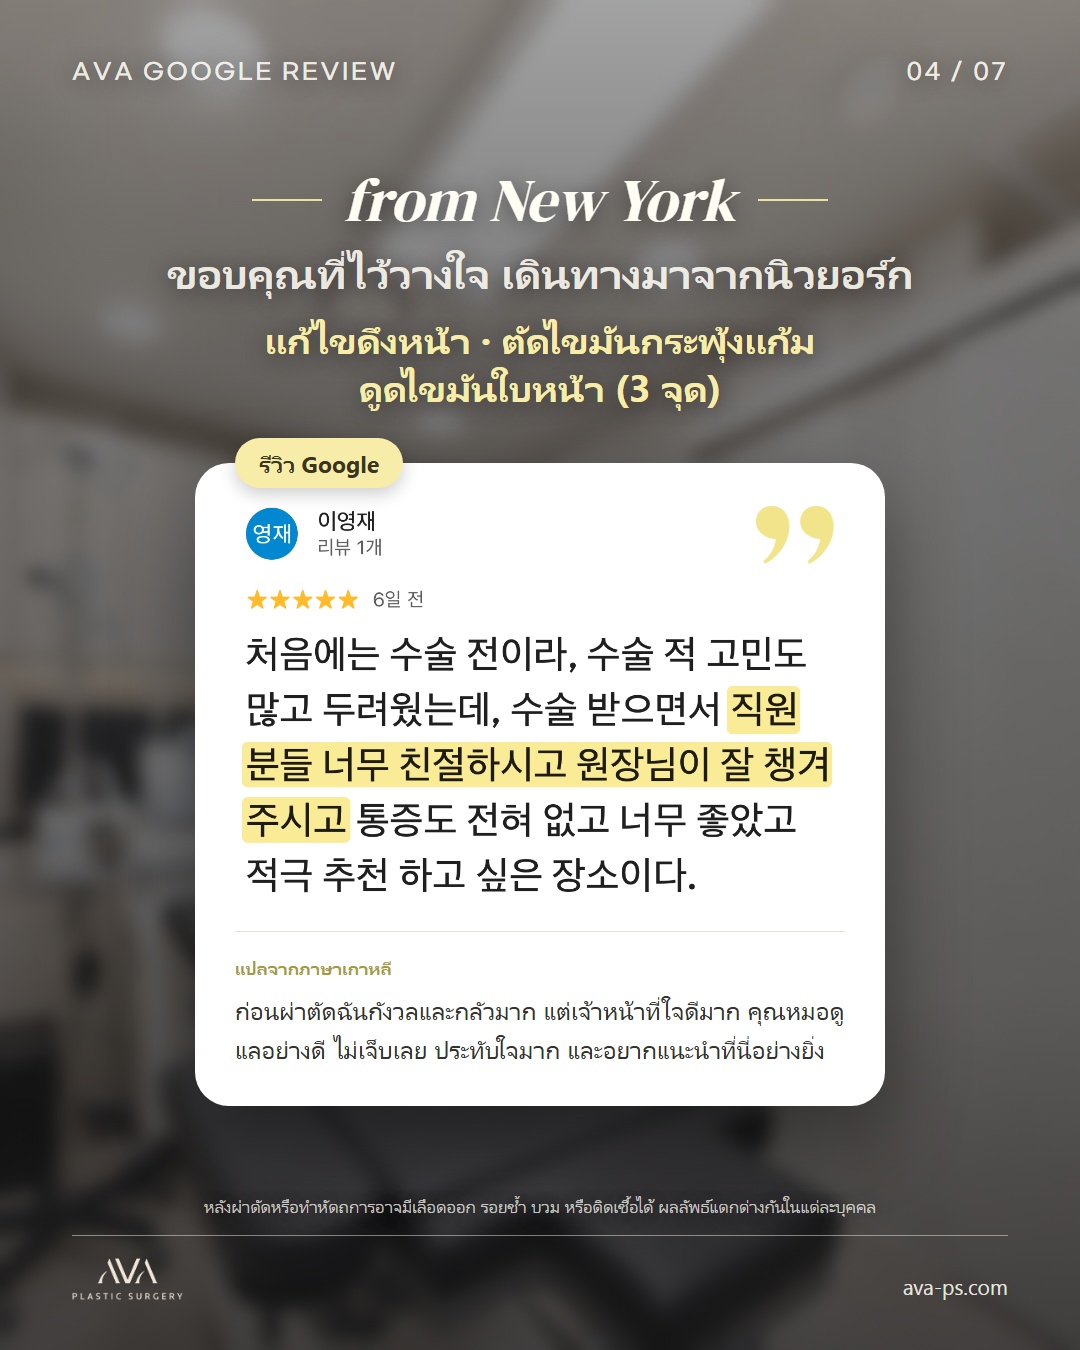 AVA GOOGLE REVIEW
04 / 07
from New York
ขอบคุณที่ไว้วางใจ เดินทางมาจากนิวยอร์ก
แก้ไขดึงหน้า · ตัดไขมันกระพุ้งแก้ม
ดูดไขมันใบหน้า (3 จุด)
รีวิว Google
영재
이영재
리뷰 1개
6일 전
처음에는 수술 전이라, 수술 적 고민도
많고 두려웠는데, 수술 받으면서 직원
분들 너무 친절하시고 원장님이 잘 챙겨
주시고 통증도 전혀 없고 너무 좋았고
적극 추천 하고 싶은 장소이다.
แปลจากภาษาเกาหลี
ก่อนผ่าตัดฉันกังวลและกลัวมาก แต่เจ้าหน้าที่ใจดีมาก คุณหมอดู
แลอย่างดี ไม่เจ็บเลย ประทับใจมาก และอยากแนะนำที่นี่อย่างยิ่ง
หลังผ่าตัดหรือทำหัตถการอาจมีเลือดออก รอยช้ำ บวม หรือติดเชื้อได้ ผลลัพธ์แตกต่างกันในแต่ละบุคคล
AVA
PLASTIC SURGERY
ava-ps.com